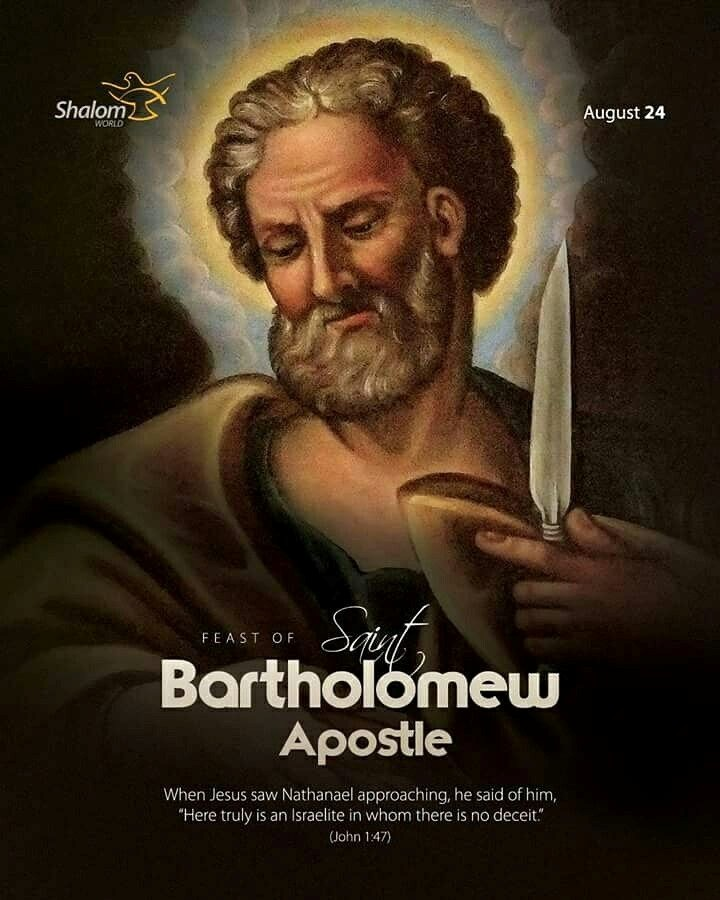 Shalom
WORLD
August 24
FEAST OF Saint
Bartholomew
Apostle
When Jesus saw Nathanael approaching, he said of him,
“Here truly is an Israelite in whom there is no deceit.”
(John 1:47)